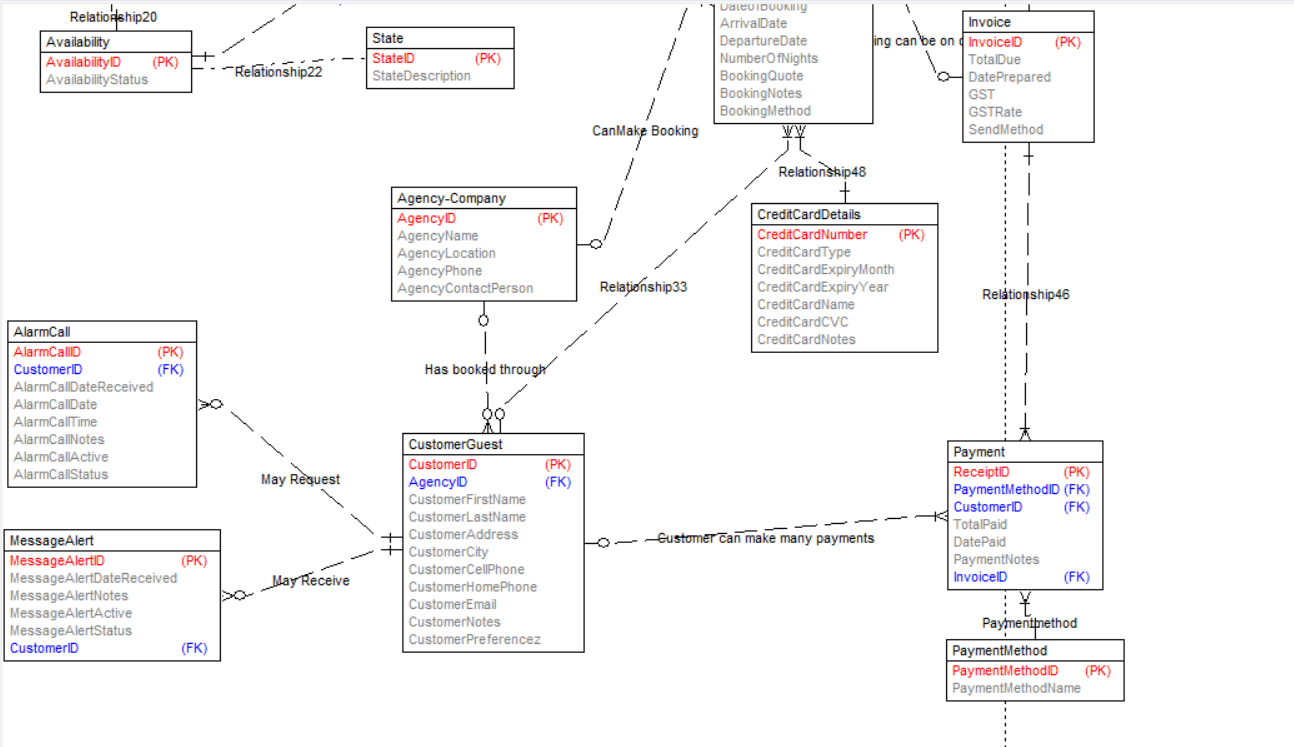 Relationship20
Availability
AvailabilityID (PK)
AvailabilityStatus
Relationship22
State
StateID (PK)
StateDescription
DateofBooking
ArrivalDate
DepartureDate
NumberOfNights
BookingQuote
BookingNotes
BookingMethod
ing can be on
Invoice
InvoiceID (PK)
TotalDue
DatePrepared
GST
GSTRate
SendMethod
CanMake Booking
Relationship48
Agency-Company
AgencyID (PK)
AgencyName
AgencyLocation
AgencyPhone
AgencyContactPerson
CreditCardDetails
CreditCardNumber (PK)
CreditCardType
CreditCardExpiryMonth
CreditCardExpiryYear
CreditCardName
CreditCardCVC
CreditCardNotes
Relationship33
Relationship46
AlarmCall
AlarmCallID (PK)
CustomerID (FK)
AlarmCallDateReceived
AlarmCallDate
AlarmCallTime
AlarmCallNotes
AlarmCallActive
AlarmCallStatus
Has booked through
May Request
CustomerGuest
CustomerID (PK)
AgencyID (FK)
CustomerFirstName
CustomerLastName
CustomerAddress
CustomerCity
CustomerCellPhone
CustomerHomePhone
CustomerEmail
CustomerNotes
CustomerPreferencez
Customer can make many payments
Payment
ReceiptID (PK)
PaymentMethodID (FK)
CustomerID (FK)
TotalPaid
DatePaid
PaymentNotes
InvoiceID (FK)
MessageAlert
MessageAlertID (PK)
MessageAlertDateReceived
MessageAlertNotes
MessageAlertActive
MessageAlertStatus
CustomerID (FK)
May Receive
Paymentmethod
PaymentMethod
PaymentMethodID (PK)
PaymentMethodName